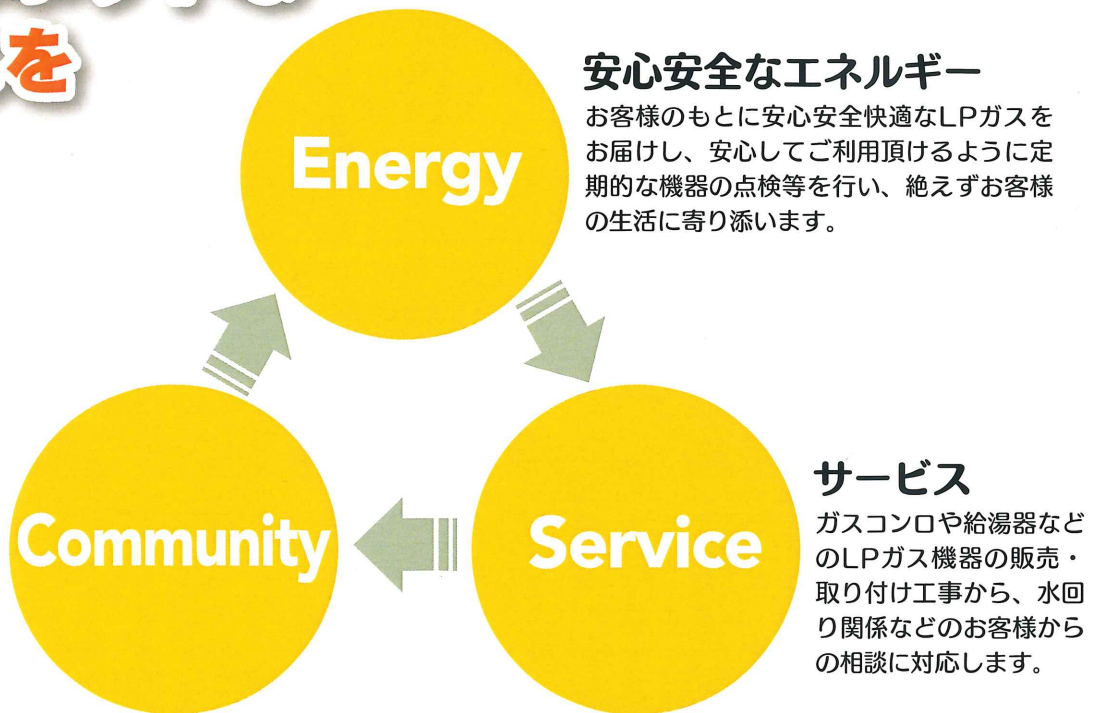 を
Energy
安心安全なエネルギー
お客様のもとに安心安全快適なLPガスを
お届けし、安心してご利用頂けるように定
期的な機器の点検等を行い、絶えずお客様
の生活に寄り添います。
Community
Service
サービス
ガスコンロや給湯器など
のLPガス機器の販売・
取り付け工事から、水回
り関係などのお客様から
の相談に対応します。